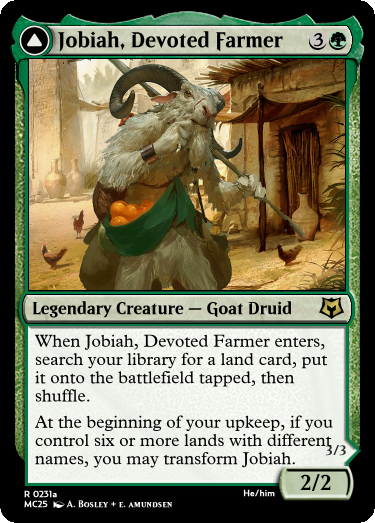 Jobiah, Devoted Farmer 3
Legendary Creature — Goat Druid
When Jobiah, Devoted Farmer enters,
search your library for a land card, put
it onto the battlefield tapped, then
shuffle.
At the beginning of your upkeep, if you
control six or more lands with different
names, you may transform Jobiah.
3/3
2/2
R 0231a
He/him
MC25 A. Bosley + E. Amundsen